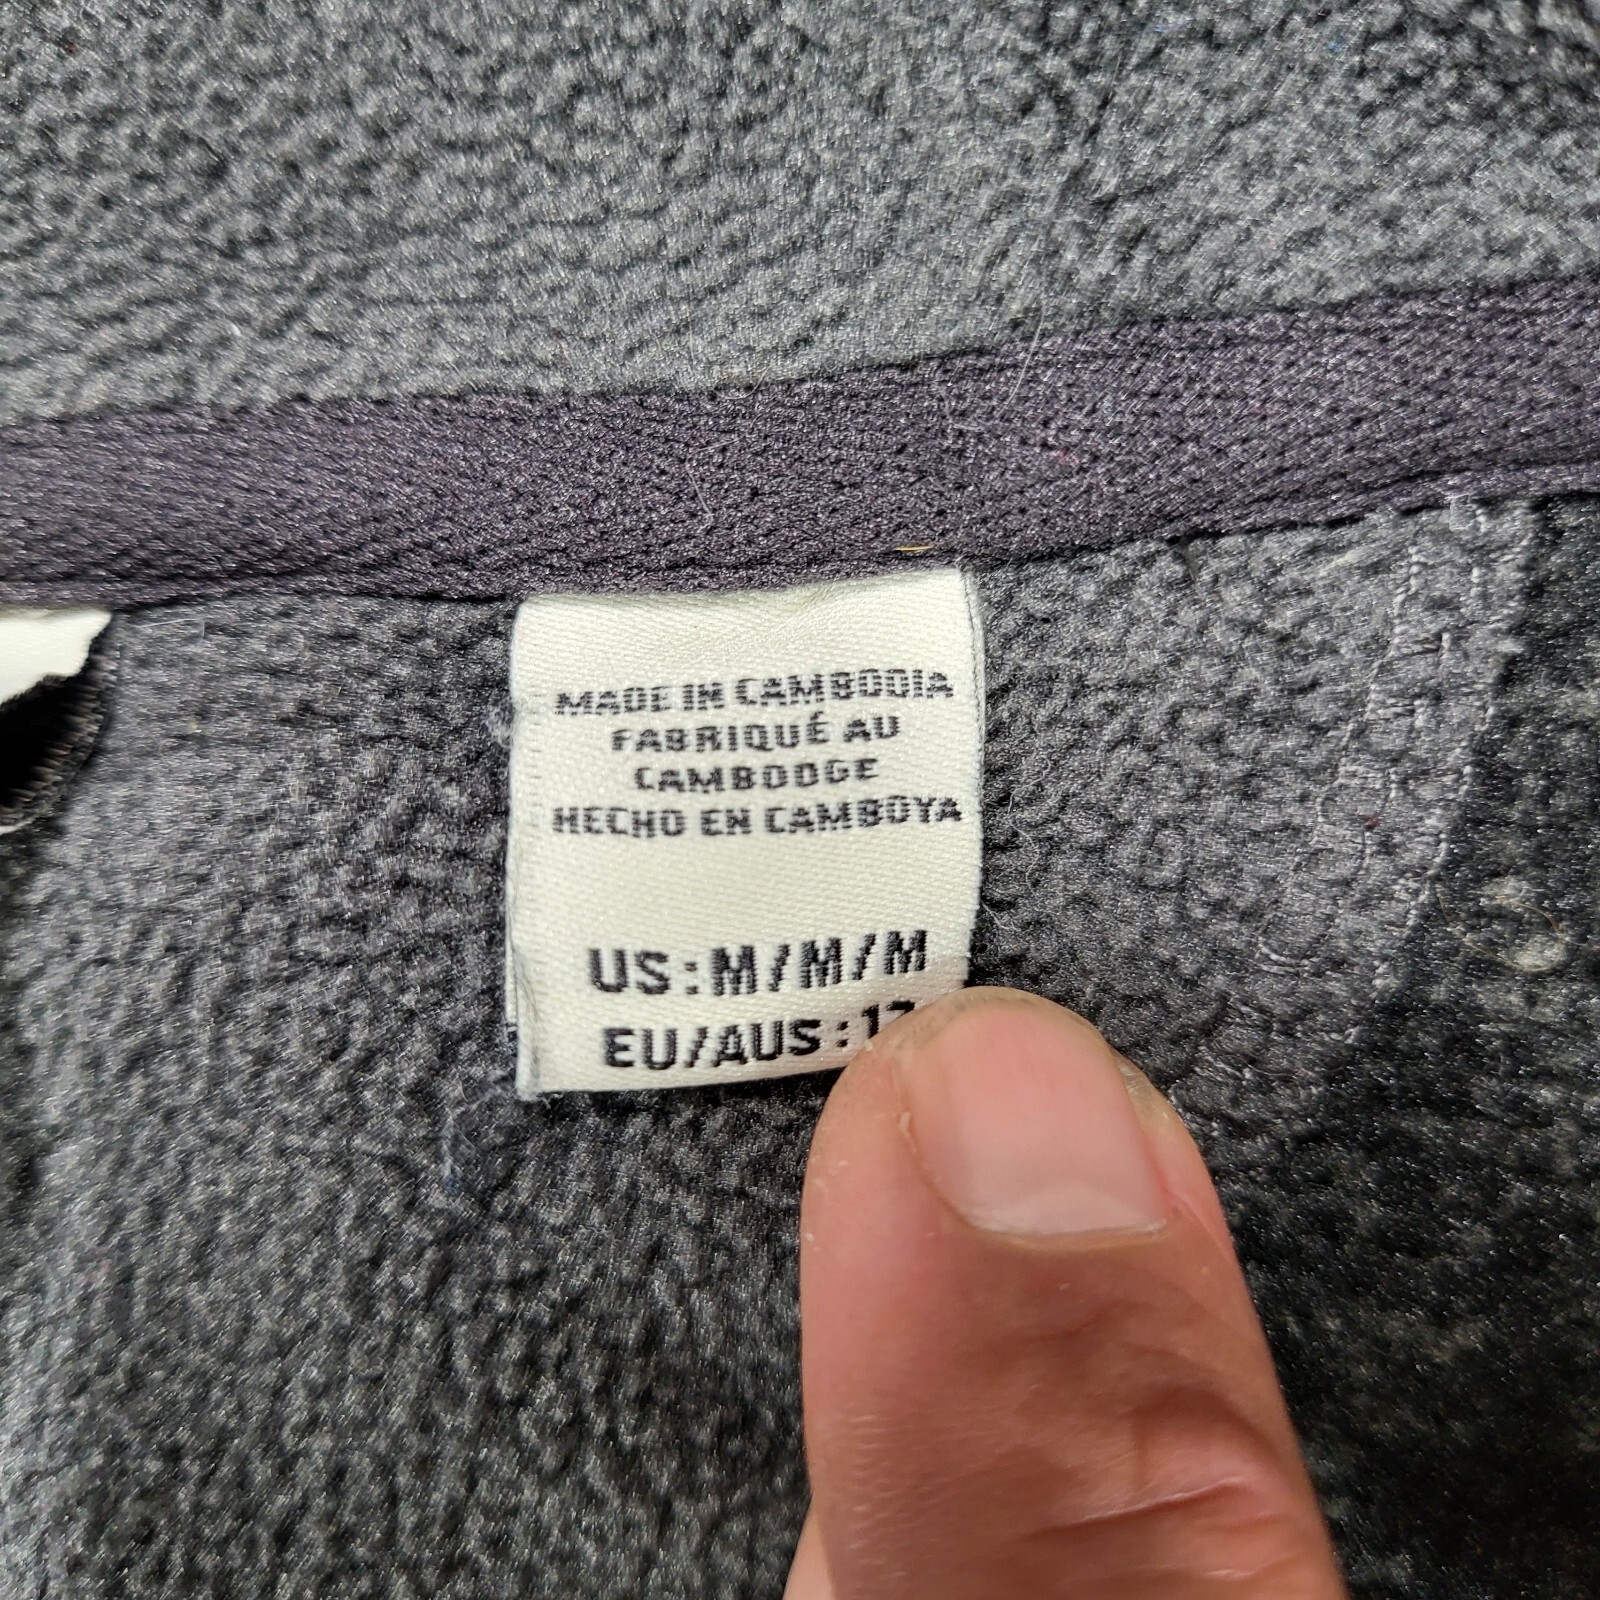 MADE IN CAMBODIA
FABRIQUÉ AU
CAMBODGE
HECHO EN CAMBOYA
US:M/M/M
EU/AUS: